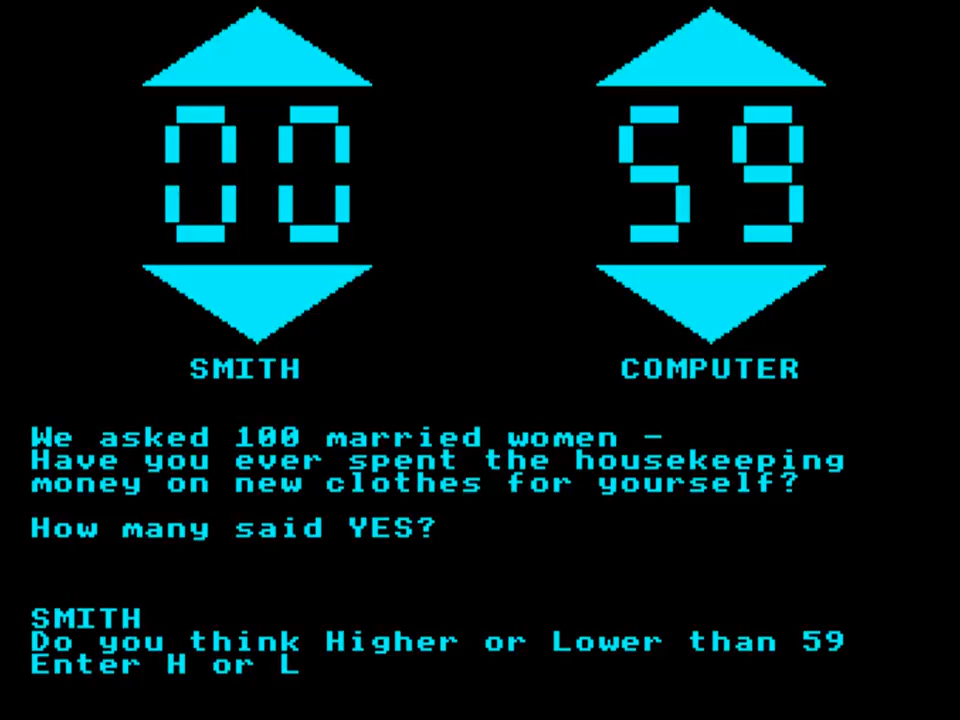 00 59
SMITH COMPUTER
We asked 100 married women -
Have you ever spent the housekeeping
money on new clothes for yourself?
How many said YES?
SMITH
Do you think Higher or Lower than 59
Enter H or L